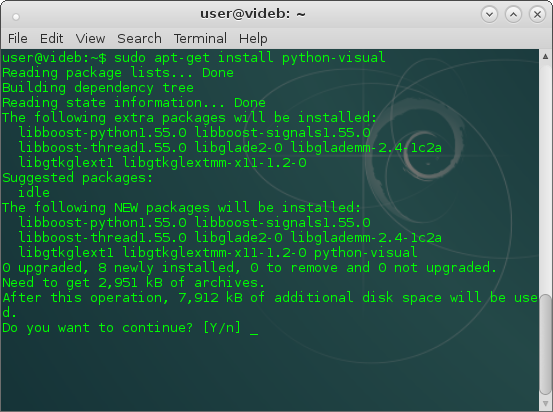 user@videb: ~
File Edit View Search Terminal Help
user@videb:~$ sudo apt-get install python-visual
Reading package lists... Done
Building dependency tree
Reading state information... Done
The following extra packages will be installed:
  libboost-python1.55.0 libboost-signals1.55.0
  libboost-thread1.55.0 libglade2-0 libglademm-2.4-1c2a
  libgtkglext1 libgtkglextmm-x11-1.2-0
Suggested packages:
  idle
The following NEW packages will be installed:
  libboost-python1.55.0 libboost-signals1.55.0
  libboost-thread1.55.0 libglade2-0 libglademm-2.4-1c2a
  libgtkglext1 libgtkglextmm-x11-1.2-0 python-visual
0 upgraded, 8 newly installed, 0 to remove and 0 not upgraded.
Need to get 2,951 kB of archives.
After this operation, 7,912 kB of additional disk space will be use
d.
Do you want to continue? [Y/n] _